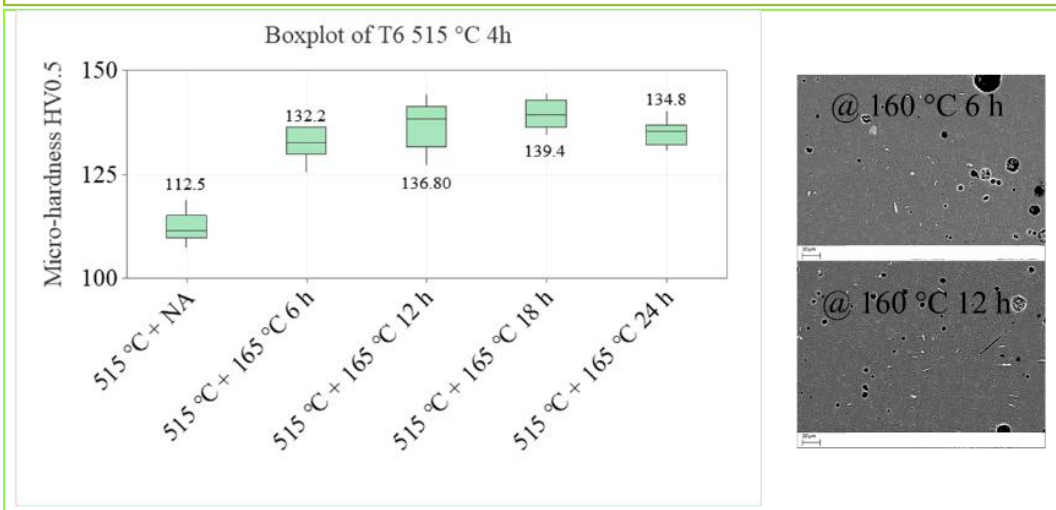 Boxplot of T6 515 °C 4h
Micro-hardness HV0.5
150
125
100
112.5
132.2
136.80
139.4
134.8
515 °C + NA
515 °C + 165 °C 6 h
515 °C + 165 °C 12 h
515 °C + 165 °C 18 h
515 °C + 165 °C 24 h
@ 160 °C 6 h
@ 160 °C 12 h